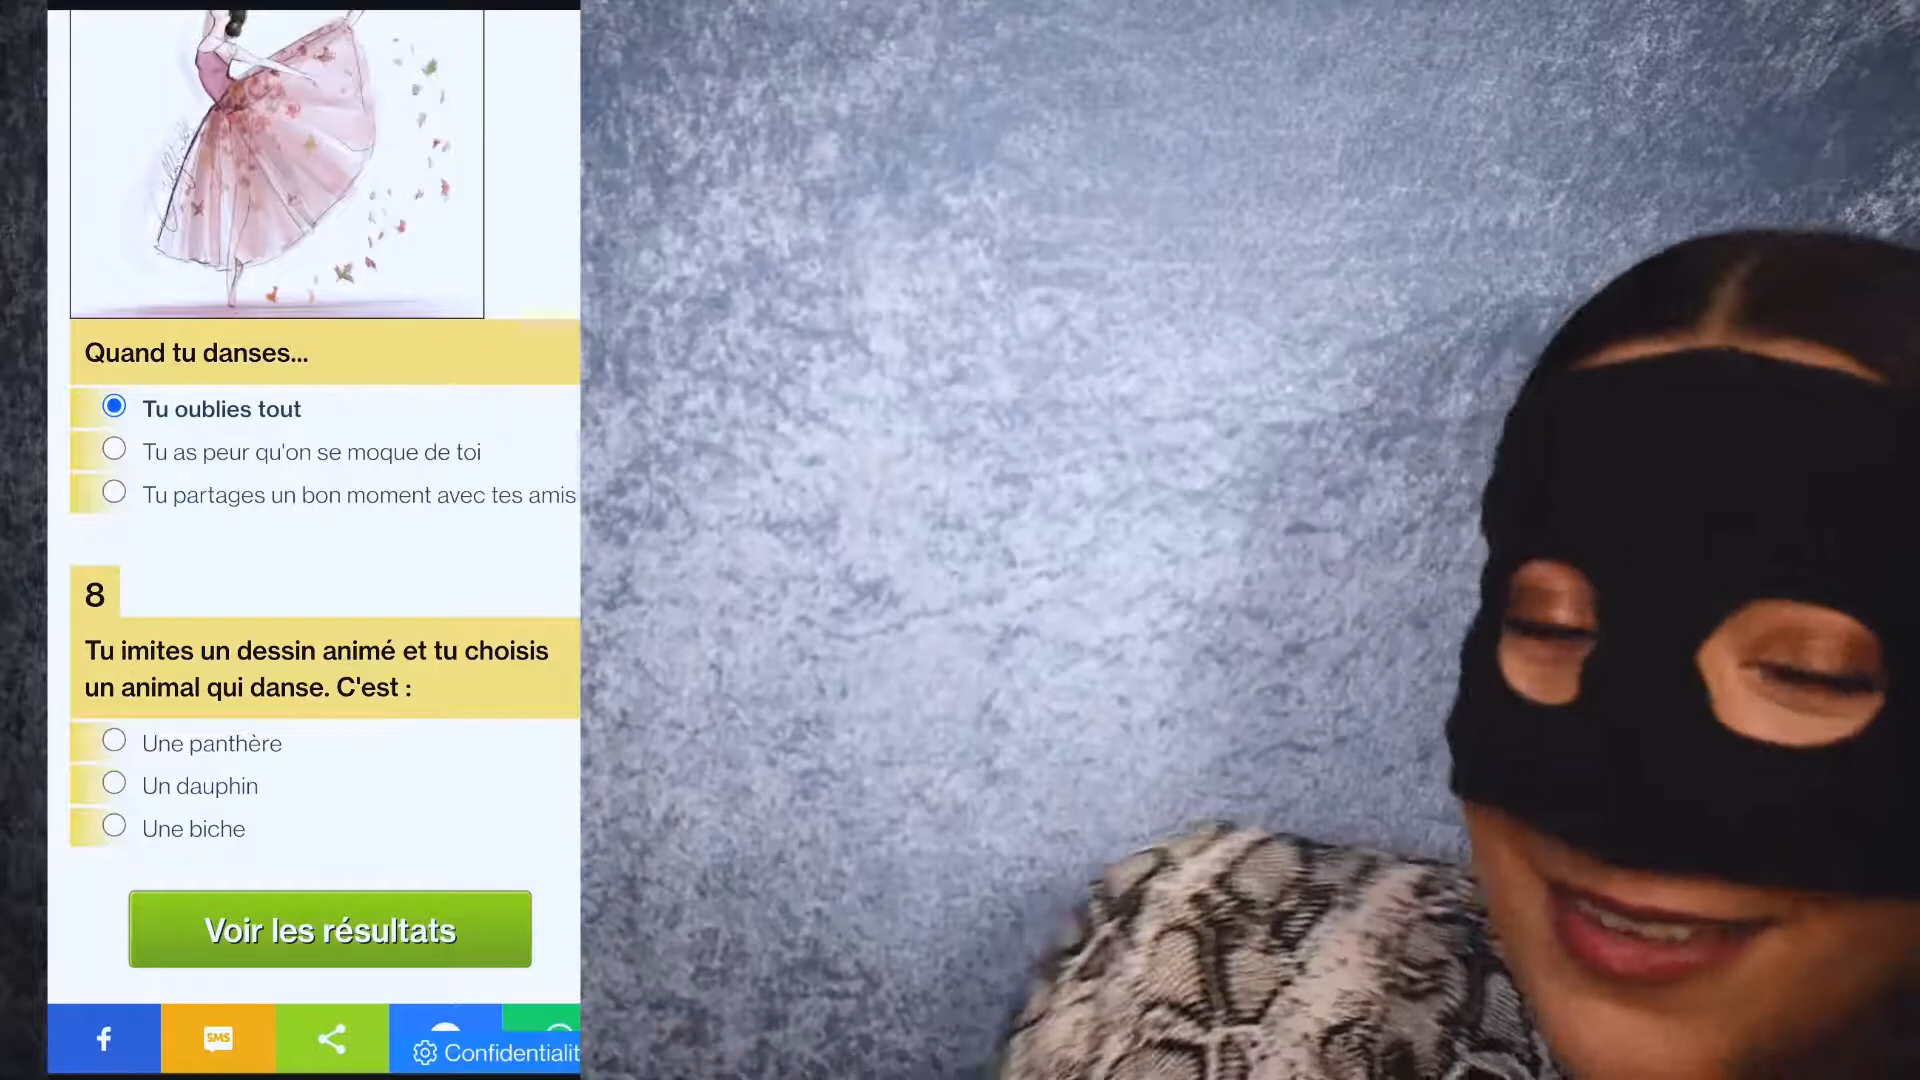 Quand tu danses...
Tu oublies tout
Tu as peur qu'on se moque de toi
Tu partages un bon moment avec tes amis
8
Tu imites un dessin animé et tu choisis
un animal qui danse. C'est :
Une panthère
Un dauphin
Une biche
Voir les résultats
f
SMS
Confidentialit